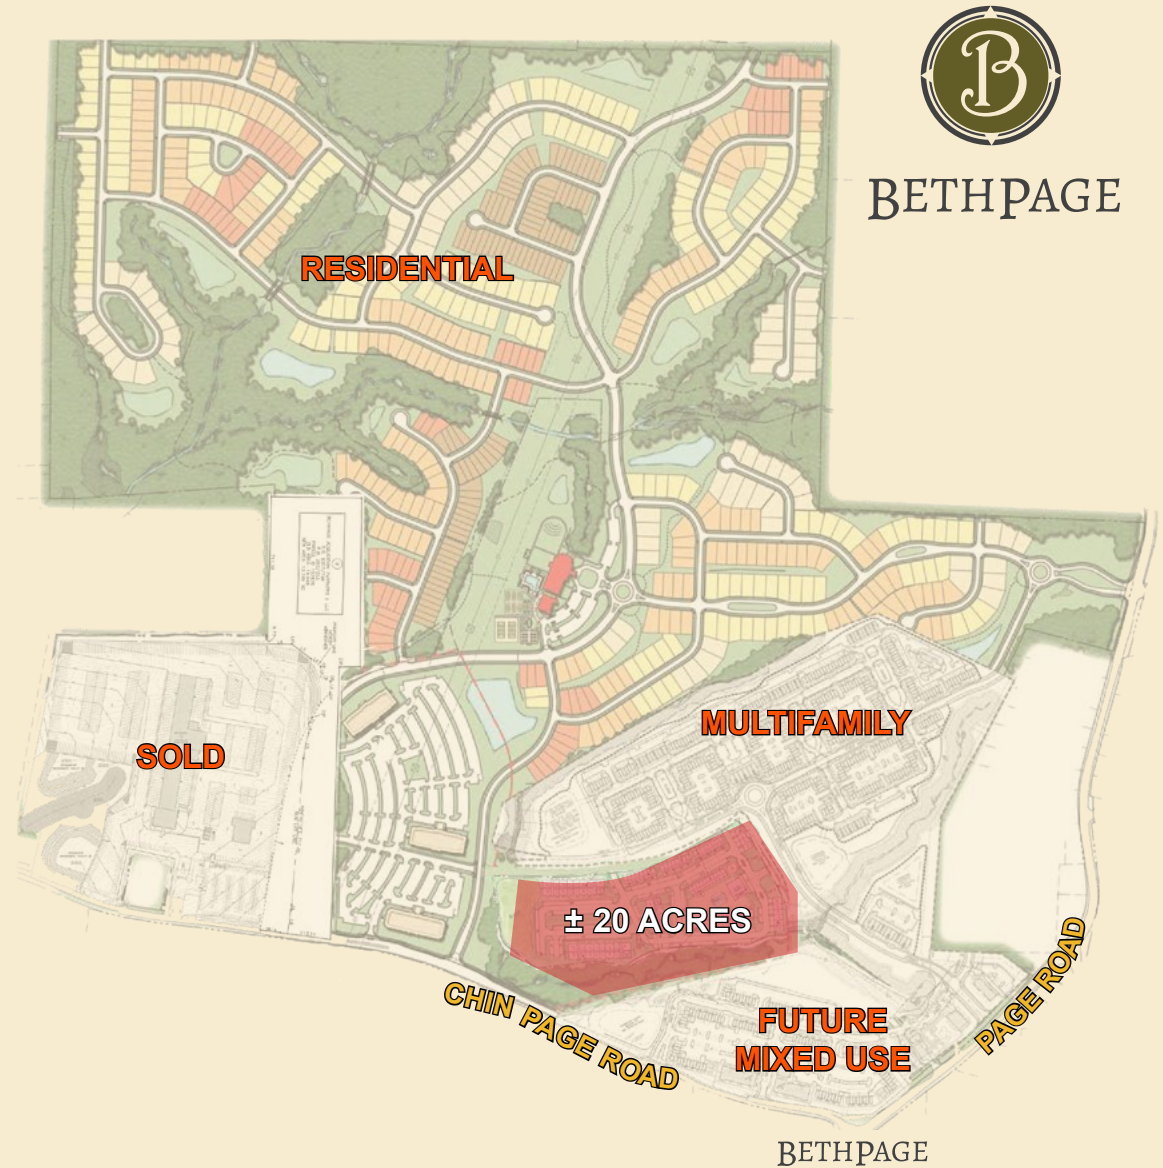 B
BETHPAGE
RESIDENTIAL
MULTIFAMILY
SOLD
± 20 ACRES
CHIN PAGE ROAD
PAGE ROAD
FUTURE
MIXED USE
BETHPAGE